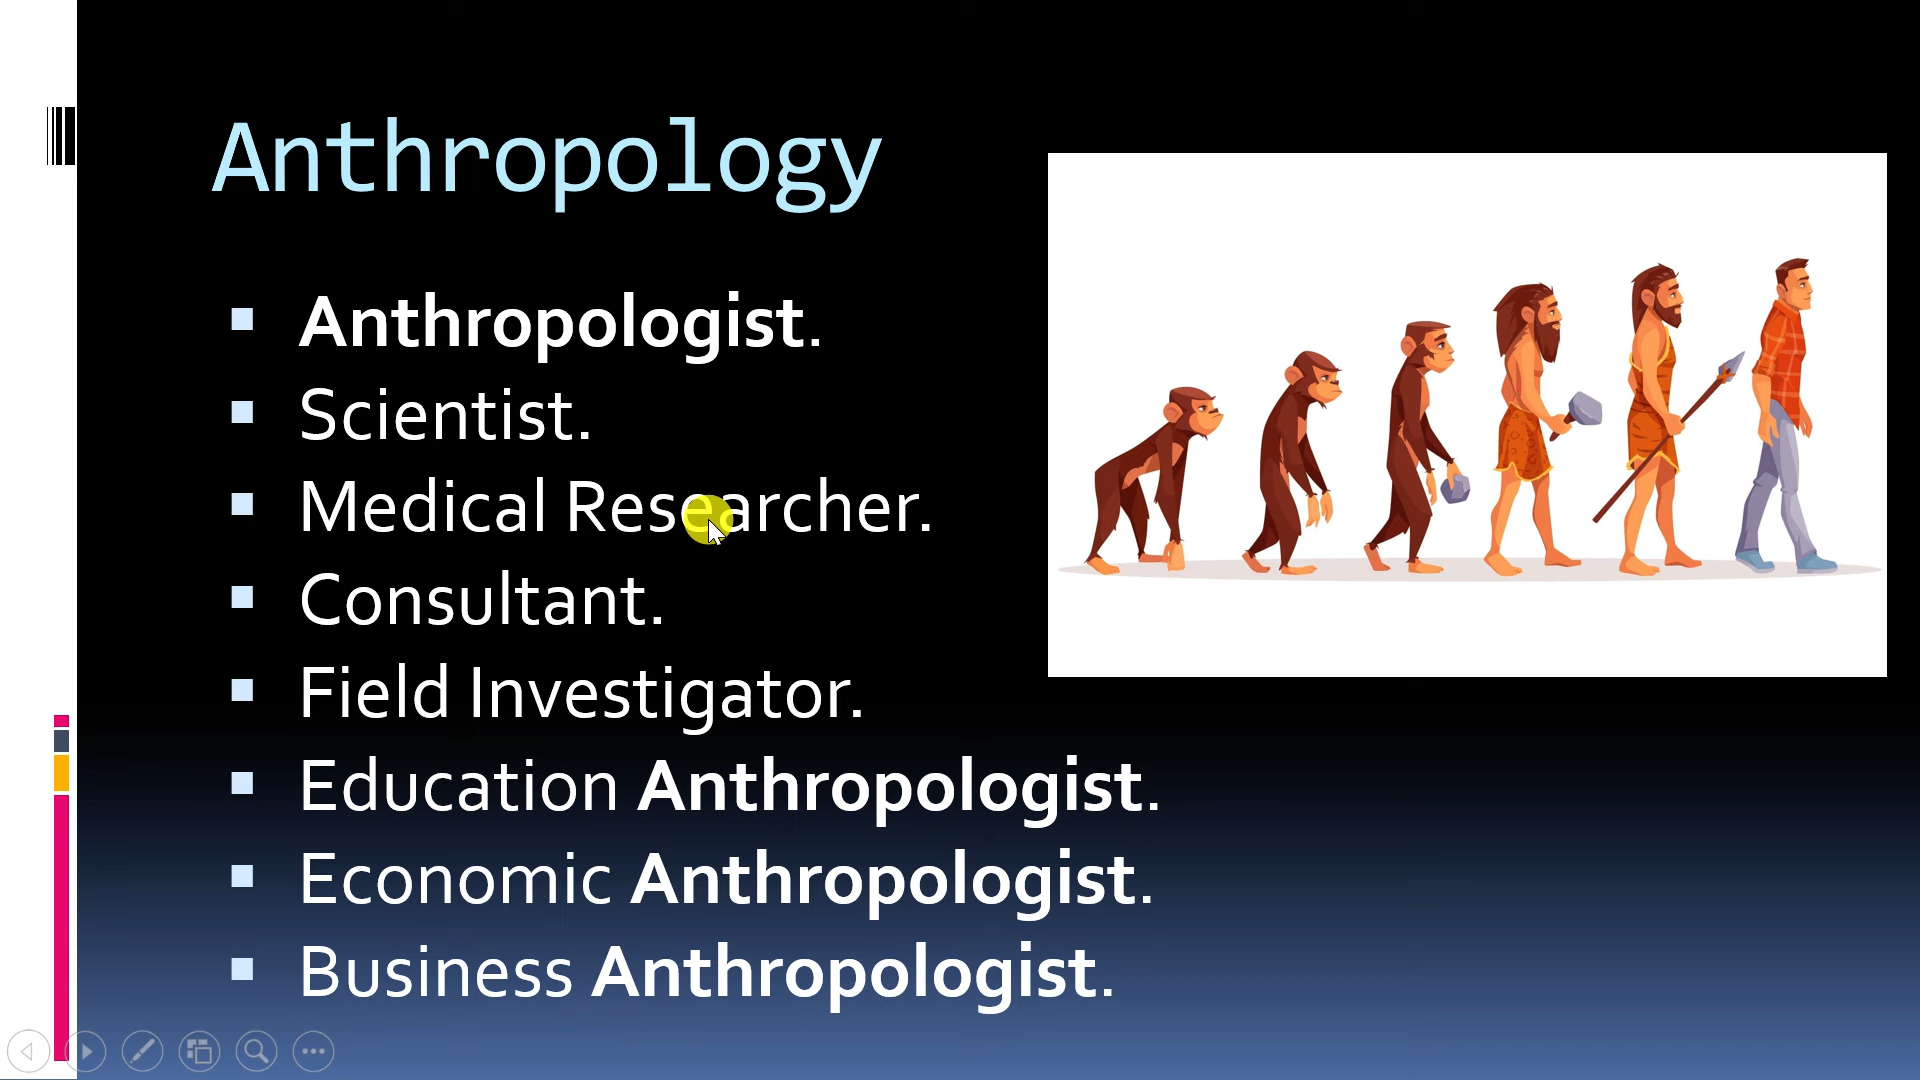 Anthropology
Anthropologist.
Scientist.
Medical Researcher.
Consultant.
Field Investigator.
Education Anthropologist.
Economic Anthropologist.
Business Anthropologist.